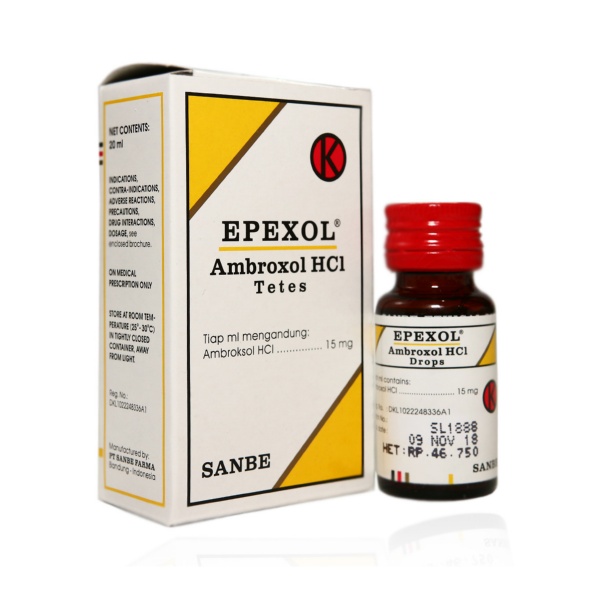 NET CONTENTS:
20 ml
INDICATIONS,
CONTRA-INDICATIONS,
ADVERSE REACTIONS,
PRECAUTIONS,
DRUG INTERACTIONS,
DOSAGE, see
enclosed brochure.
ON MEDICAL
PRESCRIPTION ONLY
STORE AT ROOM TEM-
PERATURE (25°-30°C)
IN TIGHTLY CLOSED
CONTAINER, AWAY
FROM LIGHT.
Reg. No.:
DKL1022248336A1
Manufactured by:
PT SANBE FARMA
Bandung - Indonesia
K
EPEXOL®
Ambroxol HCl
Tetes
Tiap ml mengandung:
Ambroksol HCl .............. 15 mg
SANBE
EPEXOL®
Ambroxol HCl
Drops
ml contains:
HCl .............. 15 mg
K
No. : DKL1022248336A1
SL1888
09 NOV 18
HET:RP.46.750
SANBE